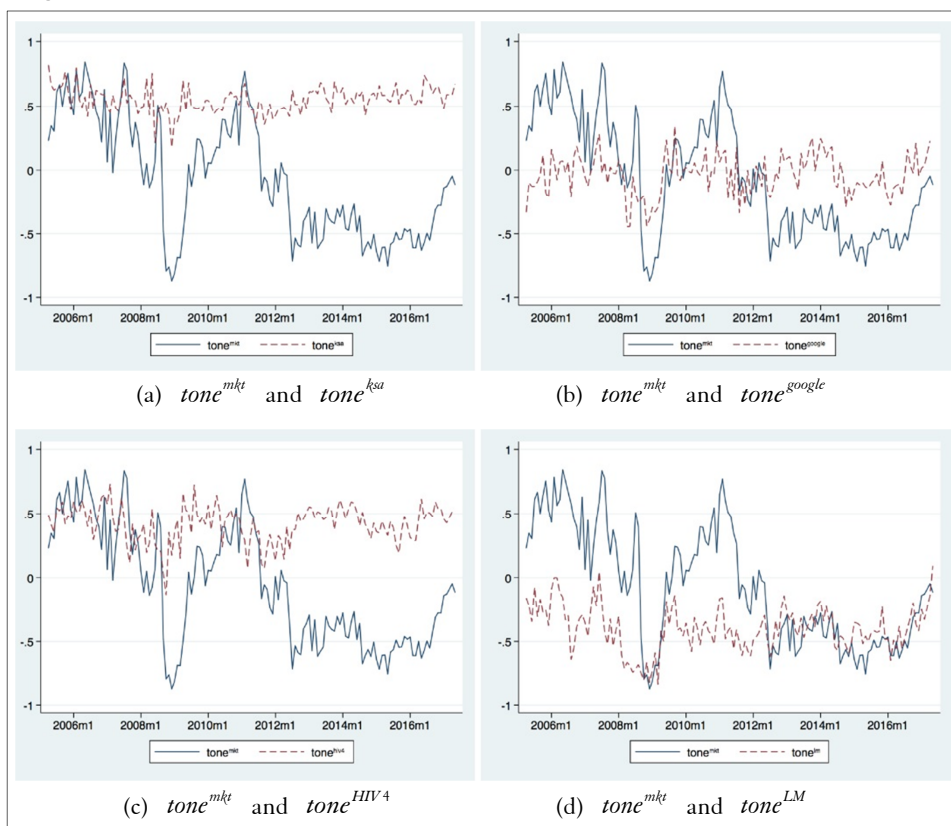 1
.5
0
-.5
-1
2006m1 2008m1 2010m1 2012m1 2014m1 2016m1
tone^mkt tone^ksa
(a) tone^mkt and tone^ksa
1
.5
0
-.5
-1
2006m1 2008m1 2010m1 2012m1 2014m1 2016m1
tone^mkt tone^google
(b) tone^mkt and tone^google
1
.5
0
-.5
-1
2006m1 2008m1 2010m1 2012m1 2014m1 2016m1
tone^mkt tone^hiv4
(c) tone^mkt and tone^HIV4
1
.5
0
-.5
-1
2006m1 2008m1 2010m1 2012m1 2014m1 2016m1
tone^mkt tone^lm
(d) tone^mkt and tone^LM